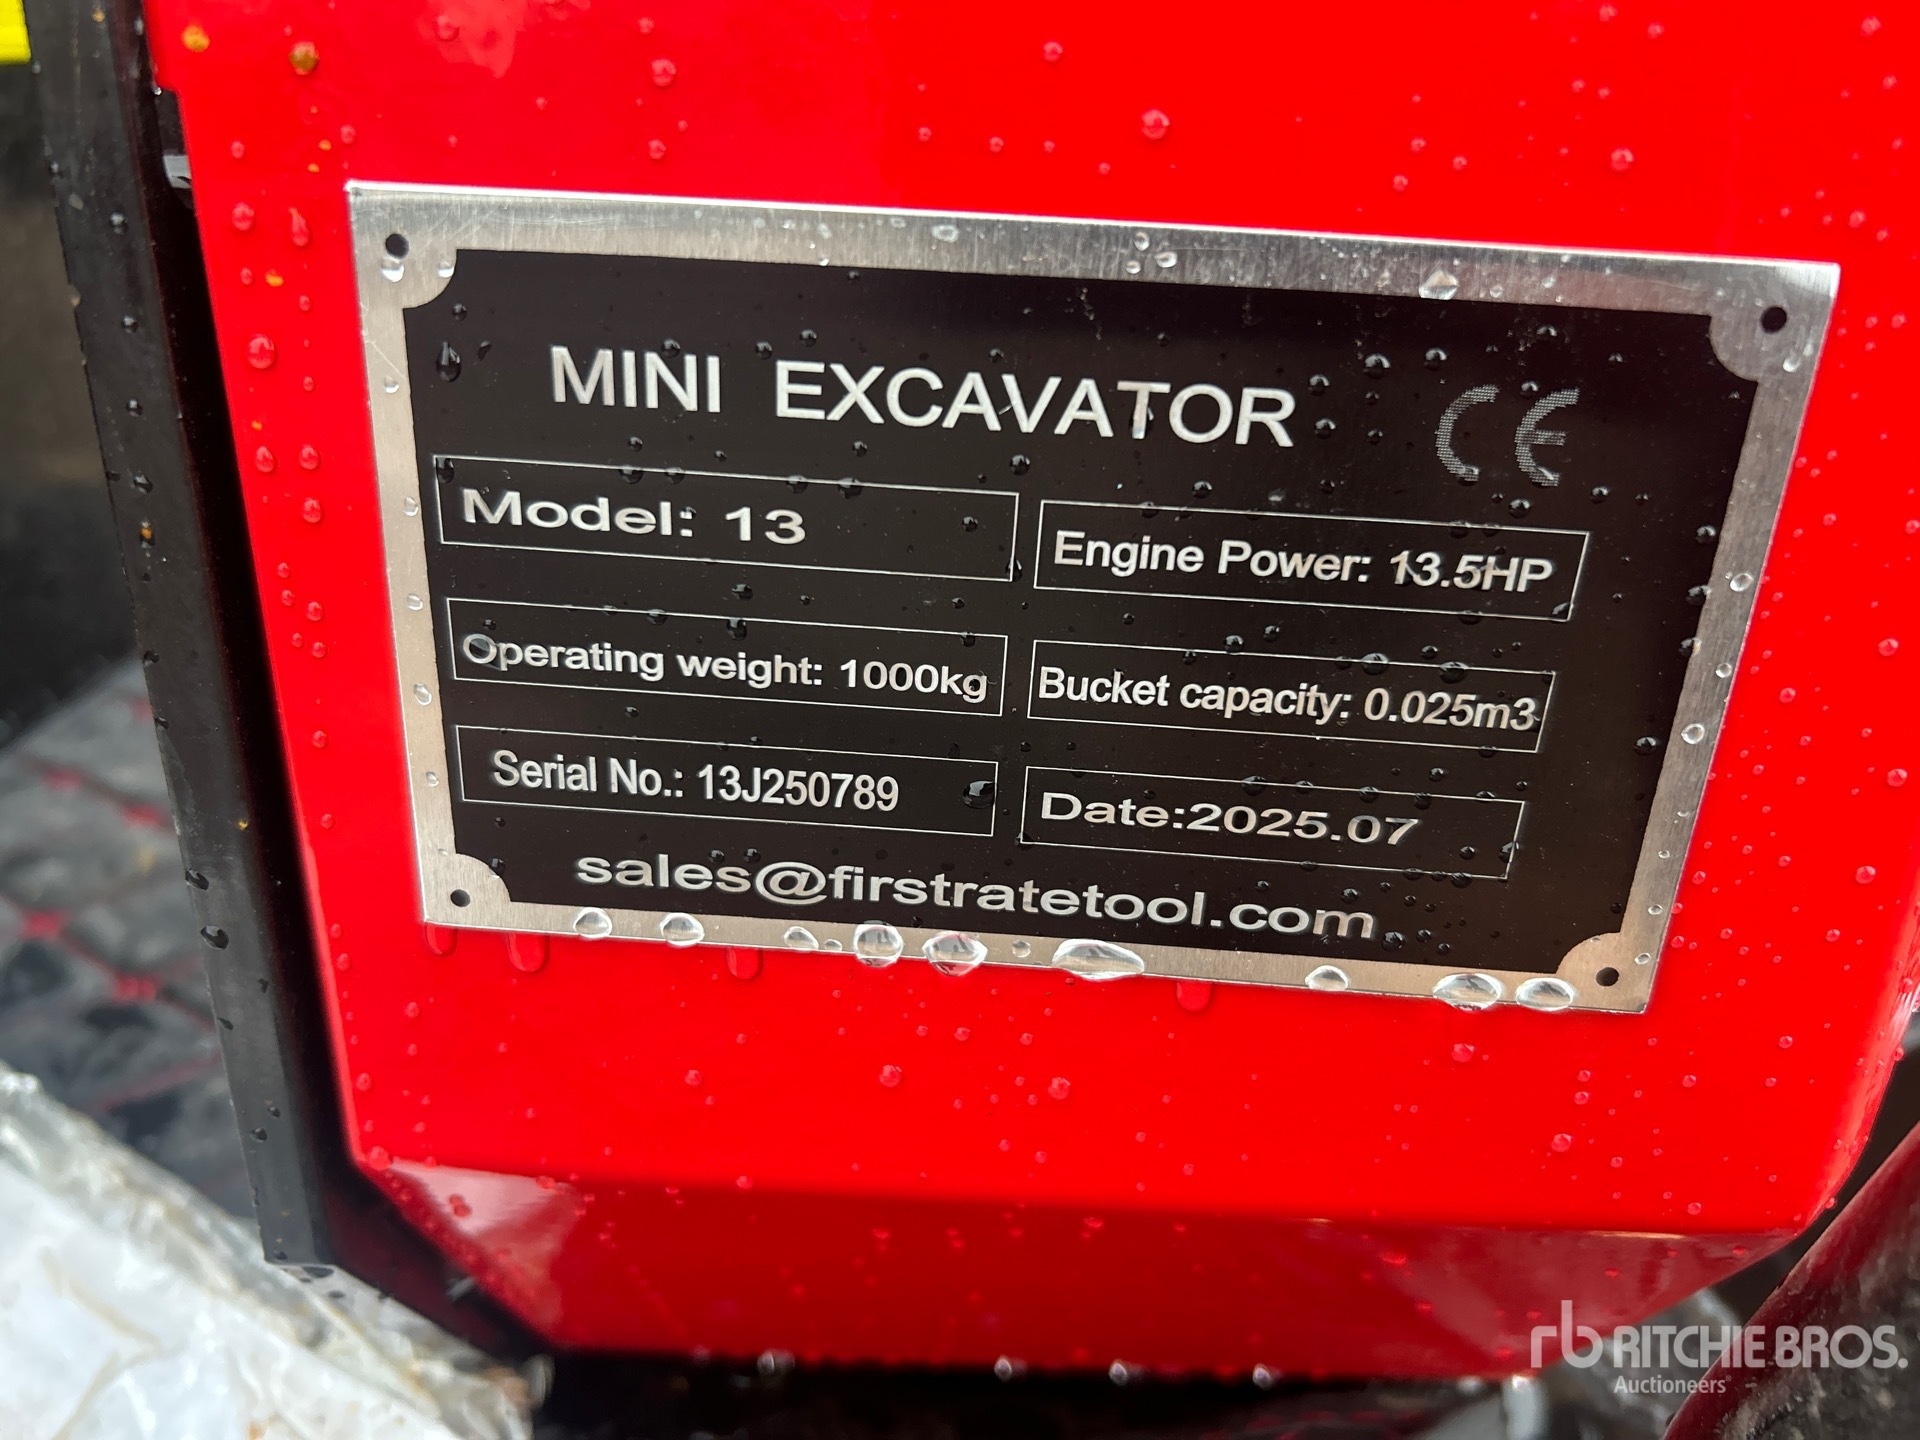 MINI EXCAVATOR CE
Model: 13
Engine Power: 13.5HP
Operating weight: 1000kg
Bucket capacity: 0.025m3
Serial No.: 13J250789
Date:2025.07
sales@firstratetool.com
rb RITCHIE BROS.
Auctioneers